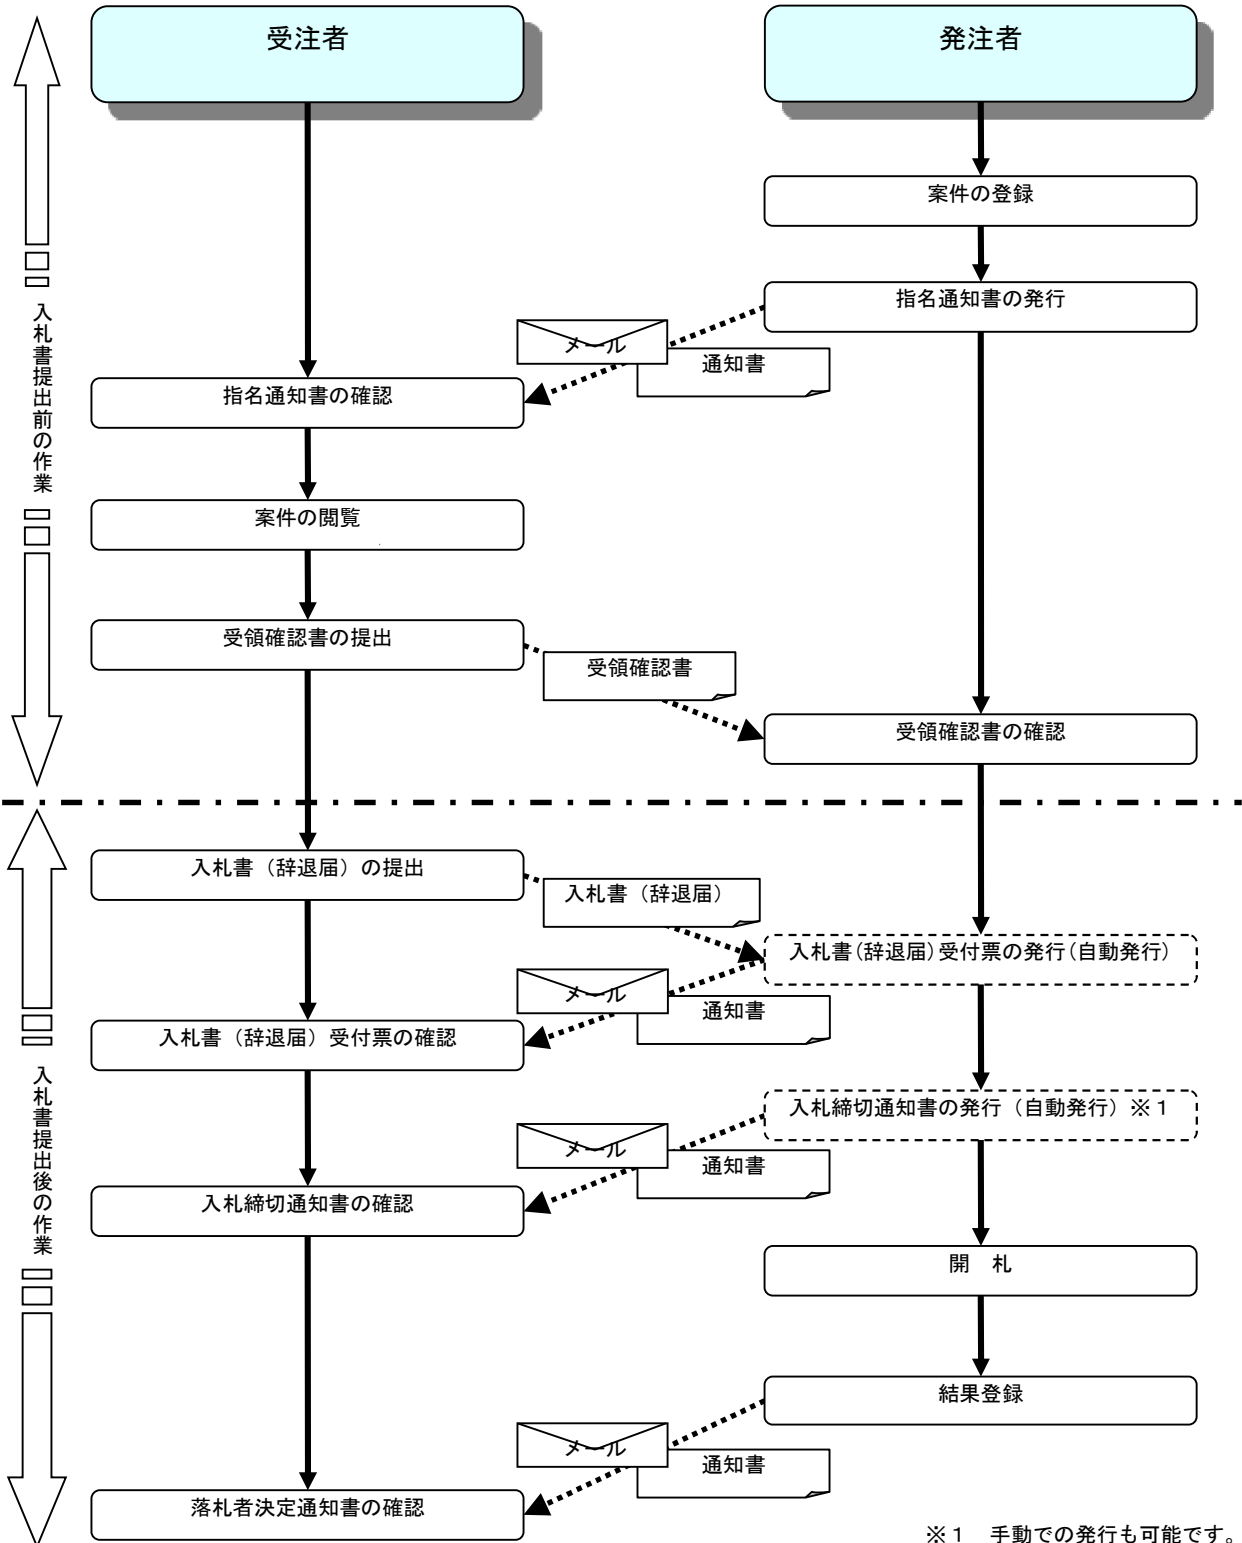 受注者
発注者
案件の登録
指名通知書の発行
メール
通知書
指名通知書の確認
入札書提出前の作業
案件の閲覧
受領確認書の提出
受領確認書
受領確認書の確認
入札書（辞退届）の提出
入札書（辞退届）
入札書(辞退届)受付票の発行(自動発行)
メール
通知書
入札書（辞退届）受付票の確認
入札書提出後の作業
入札締切通知書の発行（自動発行）※１
メール
通知書
入札締切通知書の確認
開　札
結果登録
メール
通知書
落札者決定通知書の確認
※１　手動での発行も可能です。